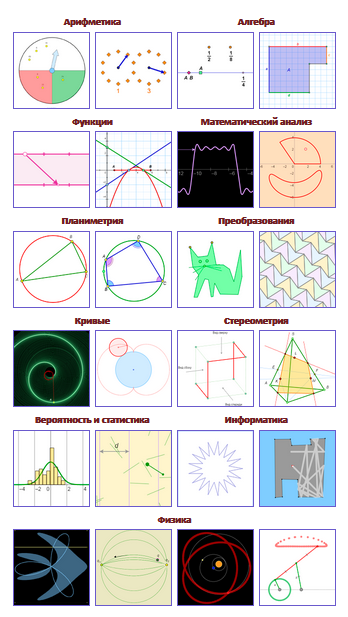 Арифметика Алгебра
Функции Математический анализ
Планиметрия Преобразования
Кривые Стереометрия
Вероятность и статистика Информатика
Физика